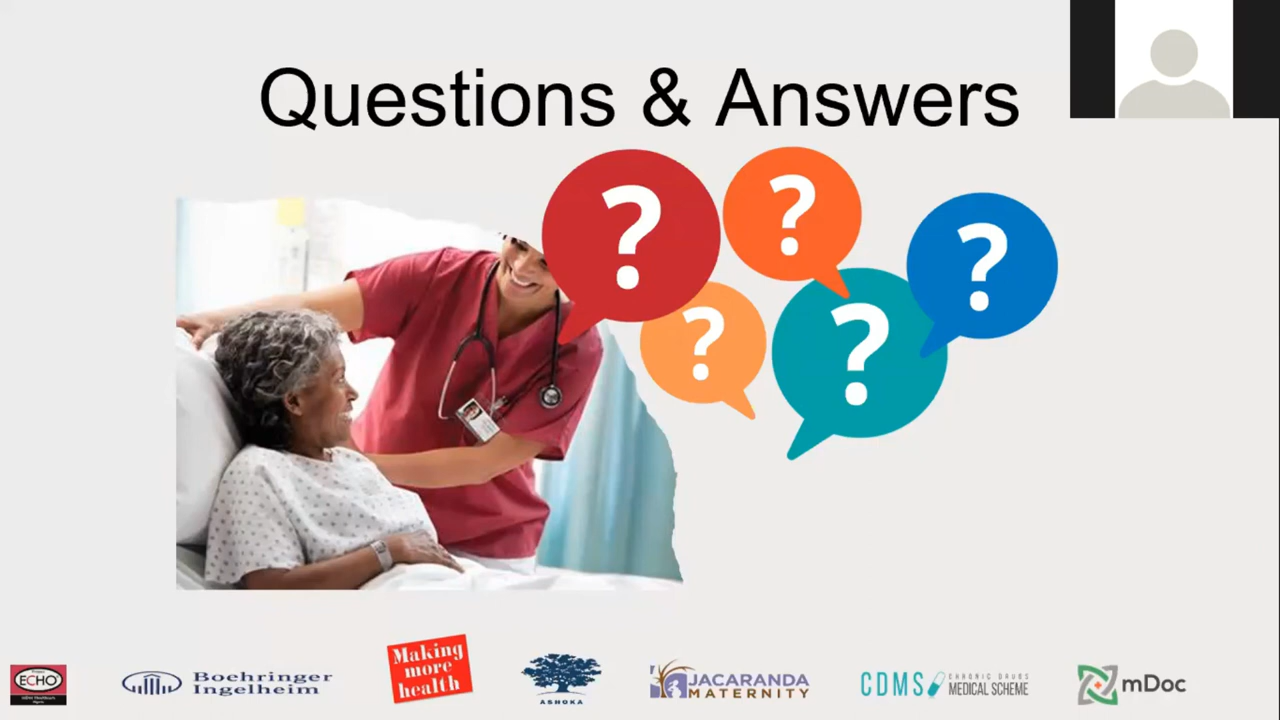 Questions & Answers
?
?
?
?
?
ECHO
Boehringer
Ingelheim
Making
more
health
ASHOKA
JACARANDA
MATERNITY
CDMS
CHRONIC DRUGS
MEDICAL SCHEME
mDoc